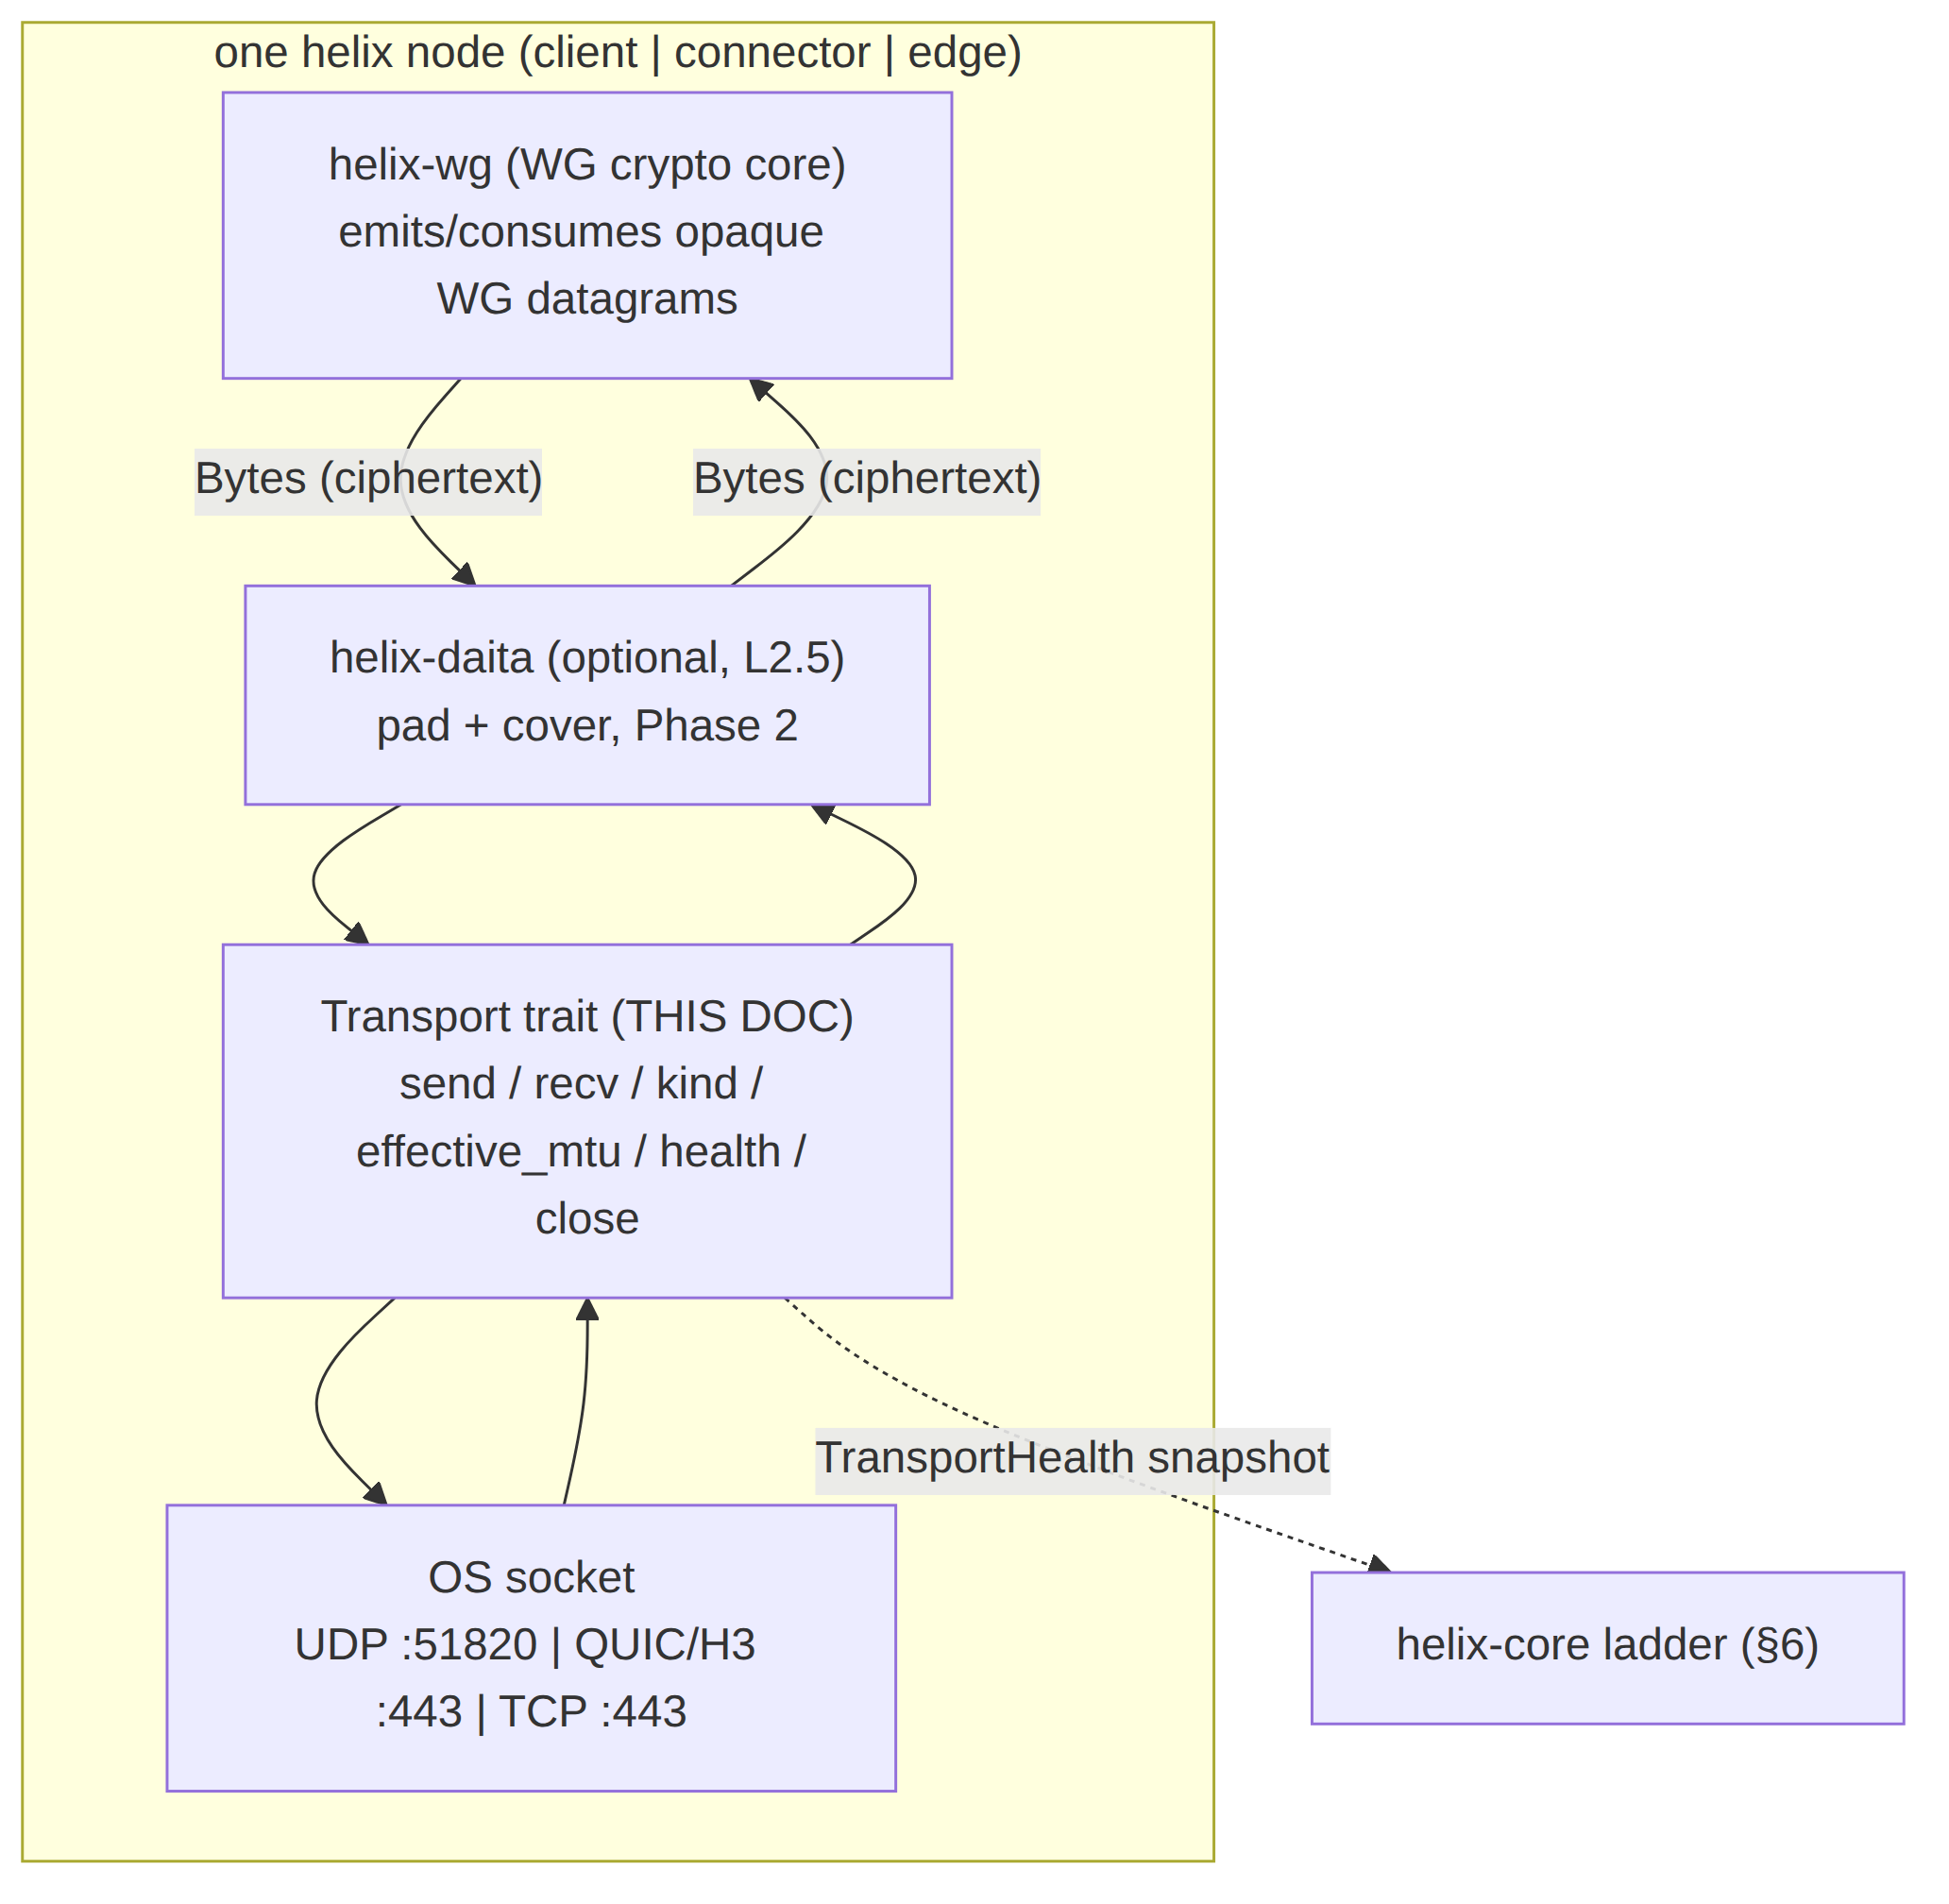 one helix node (client | connector | edge)
helix-wg (WG crypto core)
emits/consumes opaque
WG datagrams
Bytes (ciphertext)
Bytes (ciphertext)
helix-daita (optional, L2.5)
pad + cover, Phase 2
Transport trait (THIS DOC)
send / recv / kind /
effective_mtu / health /
close
TransportHealth snapshot
OS socket
UDP :51820 | QUIC/H3
:443 | TCP :443
helix-core ladder (§6)